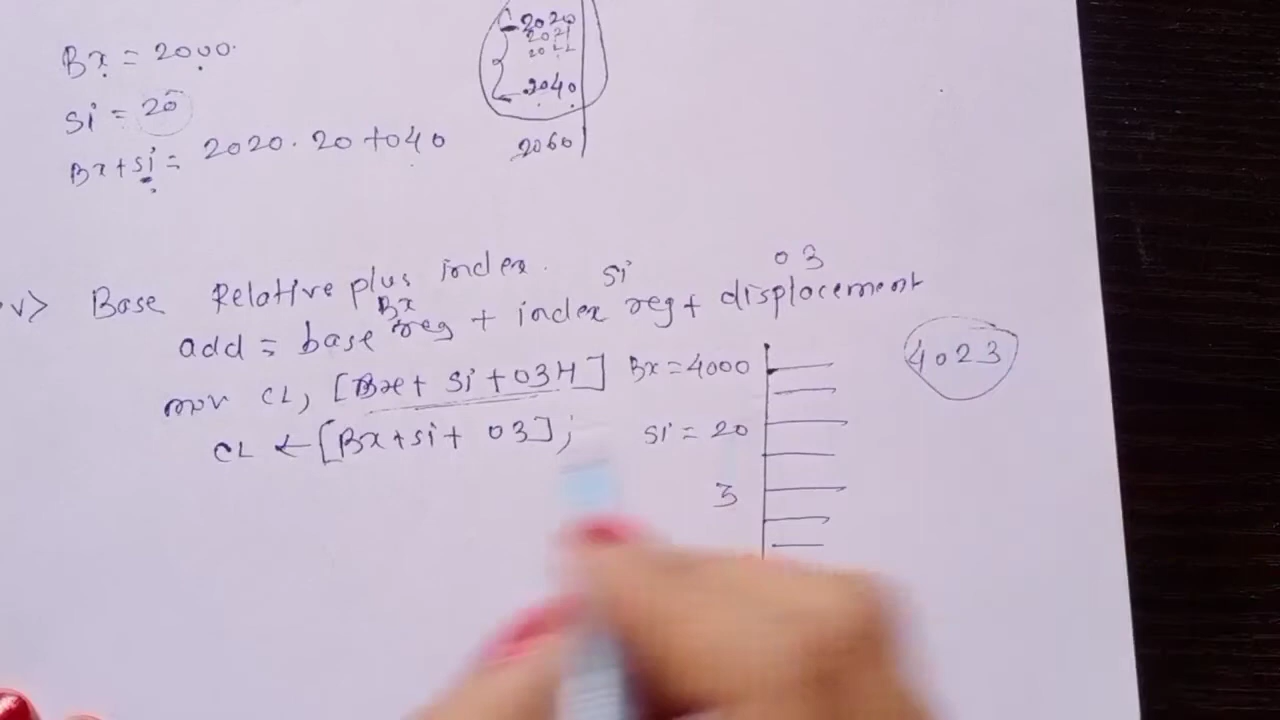 Bx = 2000.
Si = 20
Bx+si = 2020. 20 + 040
2020
2021
2022
2040
2060
v> Base Relative plus index.
Bx
si
03
add = base reg + index reg + displacement
mov CL, [Bx + Si + 03H]
CL ← [Bx+si+ 03];
Bx = 4000
Si = 20
3
4023